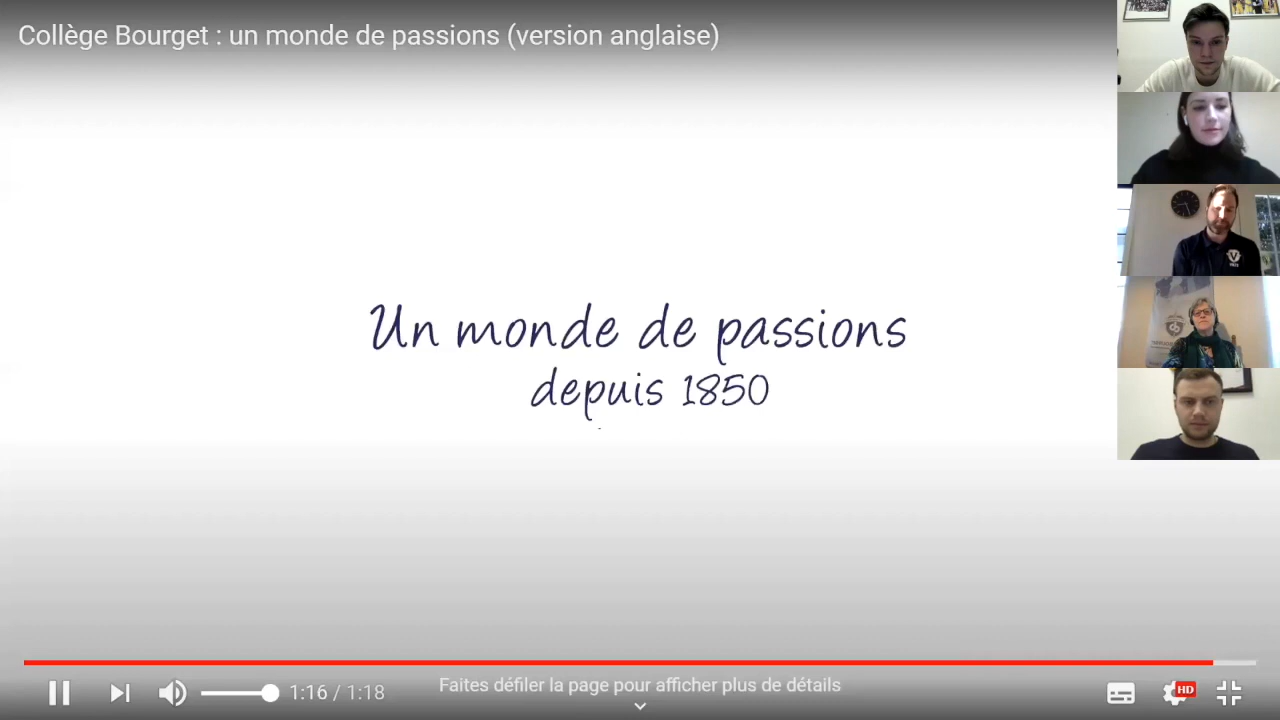 Collège Bourget : un monde de passions (version anglaise)
Un monde de passions
depuis 1850
1:16 / 1:18
Faites défiler la page pour afficher plus de détails
HD